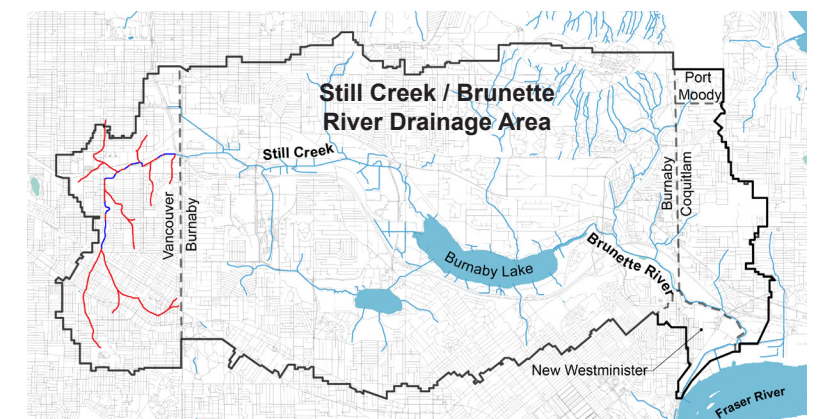 Still Creek / Brunette
River Drainage Area
Port
Moody
Still Creek
Vancouver
Burnaby
Burnaby
Coquitlam
Burnaby Lake
Brunette River
New Westminister
Fraser River